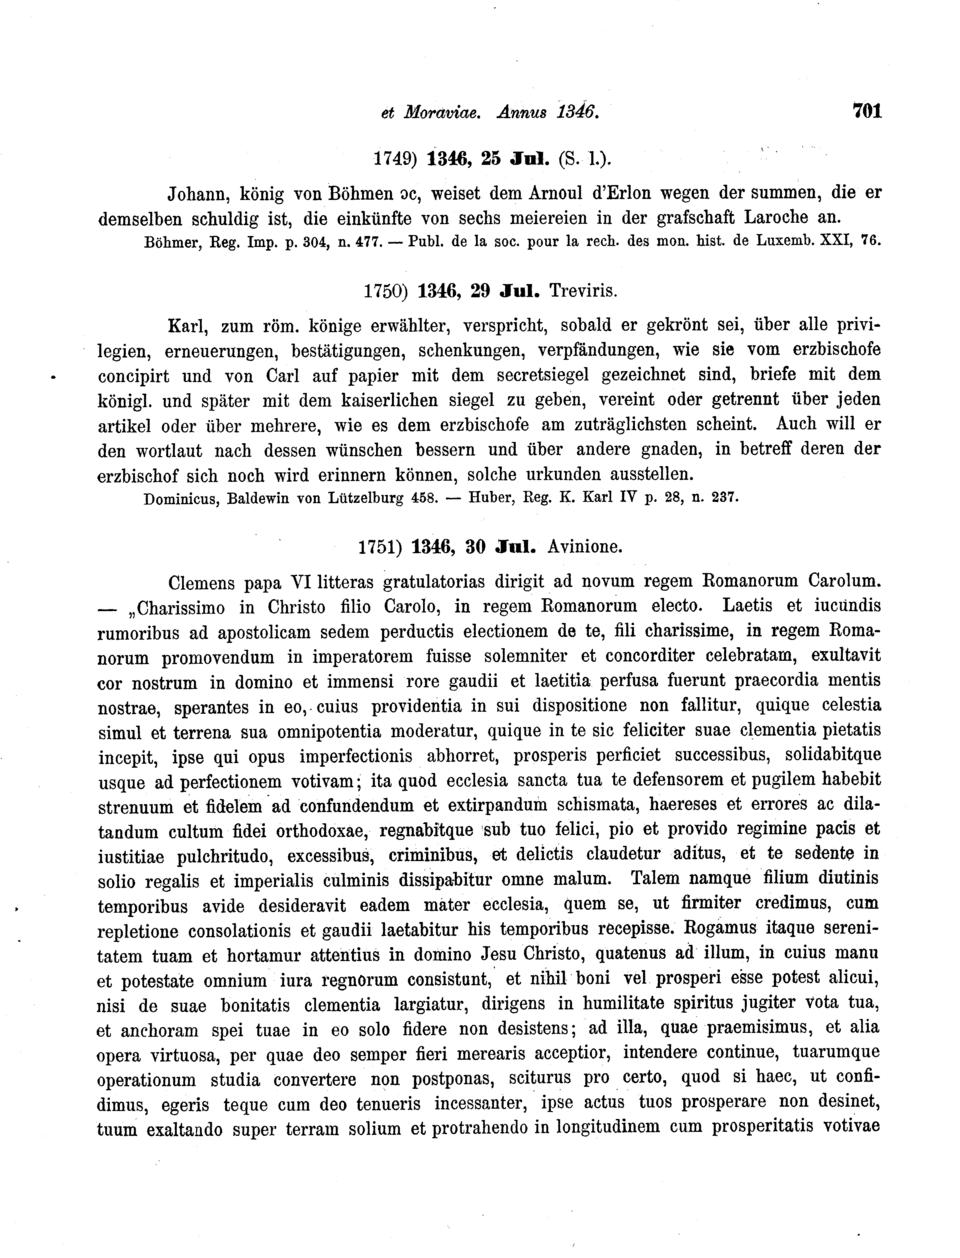 et Moraviae. Annus 1346. 701
1749) 1346, 25 Jul. (S. l.).
Johann, könig von Böhmen ɔc, weiset dem Arnoul d'Erlon wegen der summen, die er
demselben schuldig ist, die einkünfte von sechs meiereien in der grafschaft Laroche an.
Böhmer, Reg. Imp. p. 304, n. 477. — Publ. de la soc. pour la rech. des mon. hist. de Luxemb. XXI, 76.
1750) 1346, 29 Jul. Treviris.
Karl, zum röm. könige erwählter, verspricht, sobald er gekrönt sei, über alle privi-
legien, erneuerungen, bestätigungen, schenkungen, verpfändungen, wie sie vom erzbischofe
concipirt und von Carl auf papier mit dem secretsiegel gezeichnet sind, briefe mit dem
königl. und später mit dem kaiserlichen siegel zu geben, vereint oder getrennt über jeden
artikel oder über mehrere, wie es dem erzbischofe am zuträglichsten scheint. Auch will er
den wortlaut nach dessen wünschen bessern und über andere gnaden, in betreff deren der
erzbischof sich noch wird erinnern können, solche urkunden ausstellen.
Dominicus, Baldewin von Lützelburg 458. — Huber, Reg. K. Karl IV p. 28, n. 237.
1751) 1346, 30 Jul. Avinione.
Clemens papa VI litteras gratulatorias dirigit ad novum regem Romanorum Carolum.
— „Charissimo in Christo filio Carolo, in regem Romanorum electo. Laetis et iucundis
rumoribus ad apostolicam sedem perductis electionem de te, fili charissime, in regem Roma-
norum promovendum in imperatorem fuisse solemniter et concorditer celebratam, exultavit
cor nostrum in domino et immensi rore gaudii et laetitia perfusa fuerunt praecordia mentis
nostrae, sperantes in eo, cuius providentia in sui dispositione non fallitur, quique celestia
simul et terrena sua omnipotentia moderatur, quique in te sic feliciter suae clementia pietatis
incepit, ipse qui opus imperfectionis abhorret, prosperis perficiet successibus, solidabitque
usque ad perfectionem votivam; ita quod ecclesia sancta tua te defensorem et pugilem habebit
strenuum et fidelem ad confundendum et extirpandum schismata, haereses et errores ac dila-
tandum cultum fidei orthodoxae, regnabitque sub tuo felici, pio et provido regimine pacis et
iustitiae pulchritudo, excessibus, criminibus, et delictis claudetur aditus, et te sedente in
solio regalis et imperialis culminis dissipabitur omne malum. Talem namque filium diutinis
temporibus avide desideravit eadem mater ecclesia, quem se, ut firmiter credimus, cum
repletione consolationis et gaudii laetabitur his temporibus recepisse. Rogamus itaque sereni-
tatem tuam et hortamur attentius in domino Jesu Christo, quatenus ad illum, in cuius manu
et potestate omnium iura regnorum consistunt, et nihil boni vel prosperi esse potest alicui,
nisi de suae bonitatis clementia largiatur, dirigens in humilitate spiritus jugiter vota tua,
et anchoram spei tuae in eo solo fidere non desistens; ad illa, quae praemisimus, et alia
opera virtuosa, per quae deo semper fieri merearis acceptior, intendere continue, tuarumque
operationum studia convertere non postponas, sciturus pro certo, quod si haec, ut confi-
dimus, egeris teque cum deo tenueris incessanter, ipse actus tuos prosperare non desinet,
tuum exaltando super terram solium et protrahendo in longitudinem cum prosperitatis votivae